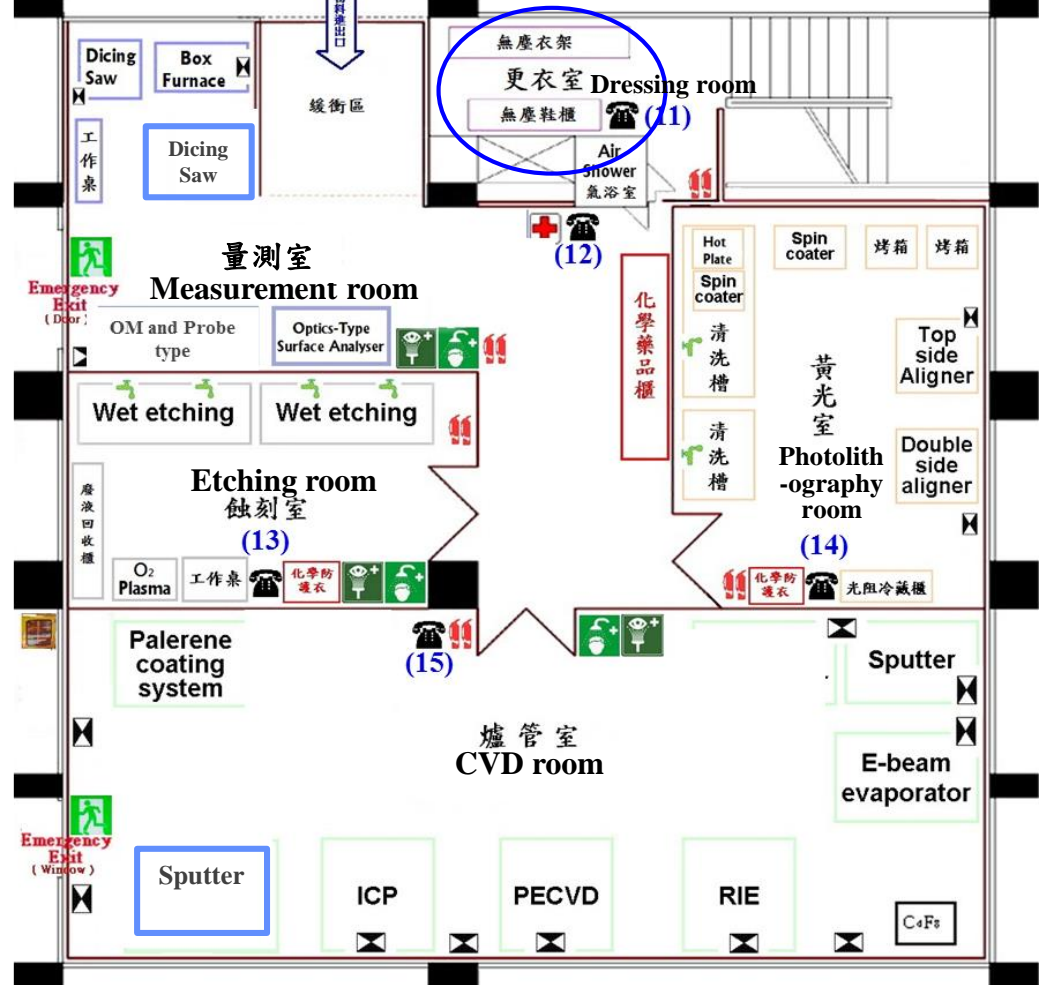 料進出口
Dicing
Saw
Box
Furnace
緩衝區
無塵衣架
更衣室 Dressing room
無塵鞋櫃
(11)
工
作
桌
Dicing
Saw
Air
Shower
氣浴室
(12)
量測室
Measurement room
Emergency
Exit
( Door )
OM and Probe
type
Optics-Type
Surface Analyser
化
學
藥
品
櫃
Hot
Plate
Spin
coater
Spin
coater
烤箱
烤箱
清
洗
槽
清
洗
槽
Top
side
Aligner
黃
光
室
Photolith
-ography
room
(14)
Double
side
aligner
化學防
護衣
光阻冷藏櫃
Wet etching
Wet etching
Etching room
蝕刻室
(13)
廢
液
回
收
櫃
O2
Plasma
工作桌
化學防
護衣
Palerene
coating
system
(15)
Sputter
爐管室
CVD room
E-beam
evaporator
Emergency
Exit
( Window )
Sputter
ICP
PECVD
RIE
C4F8